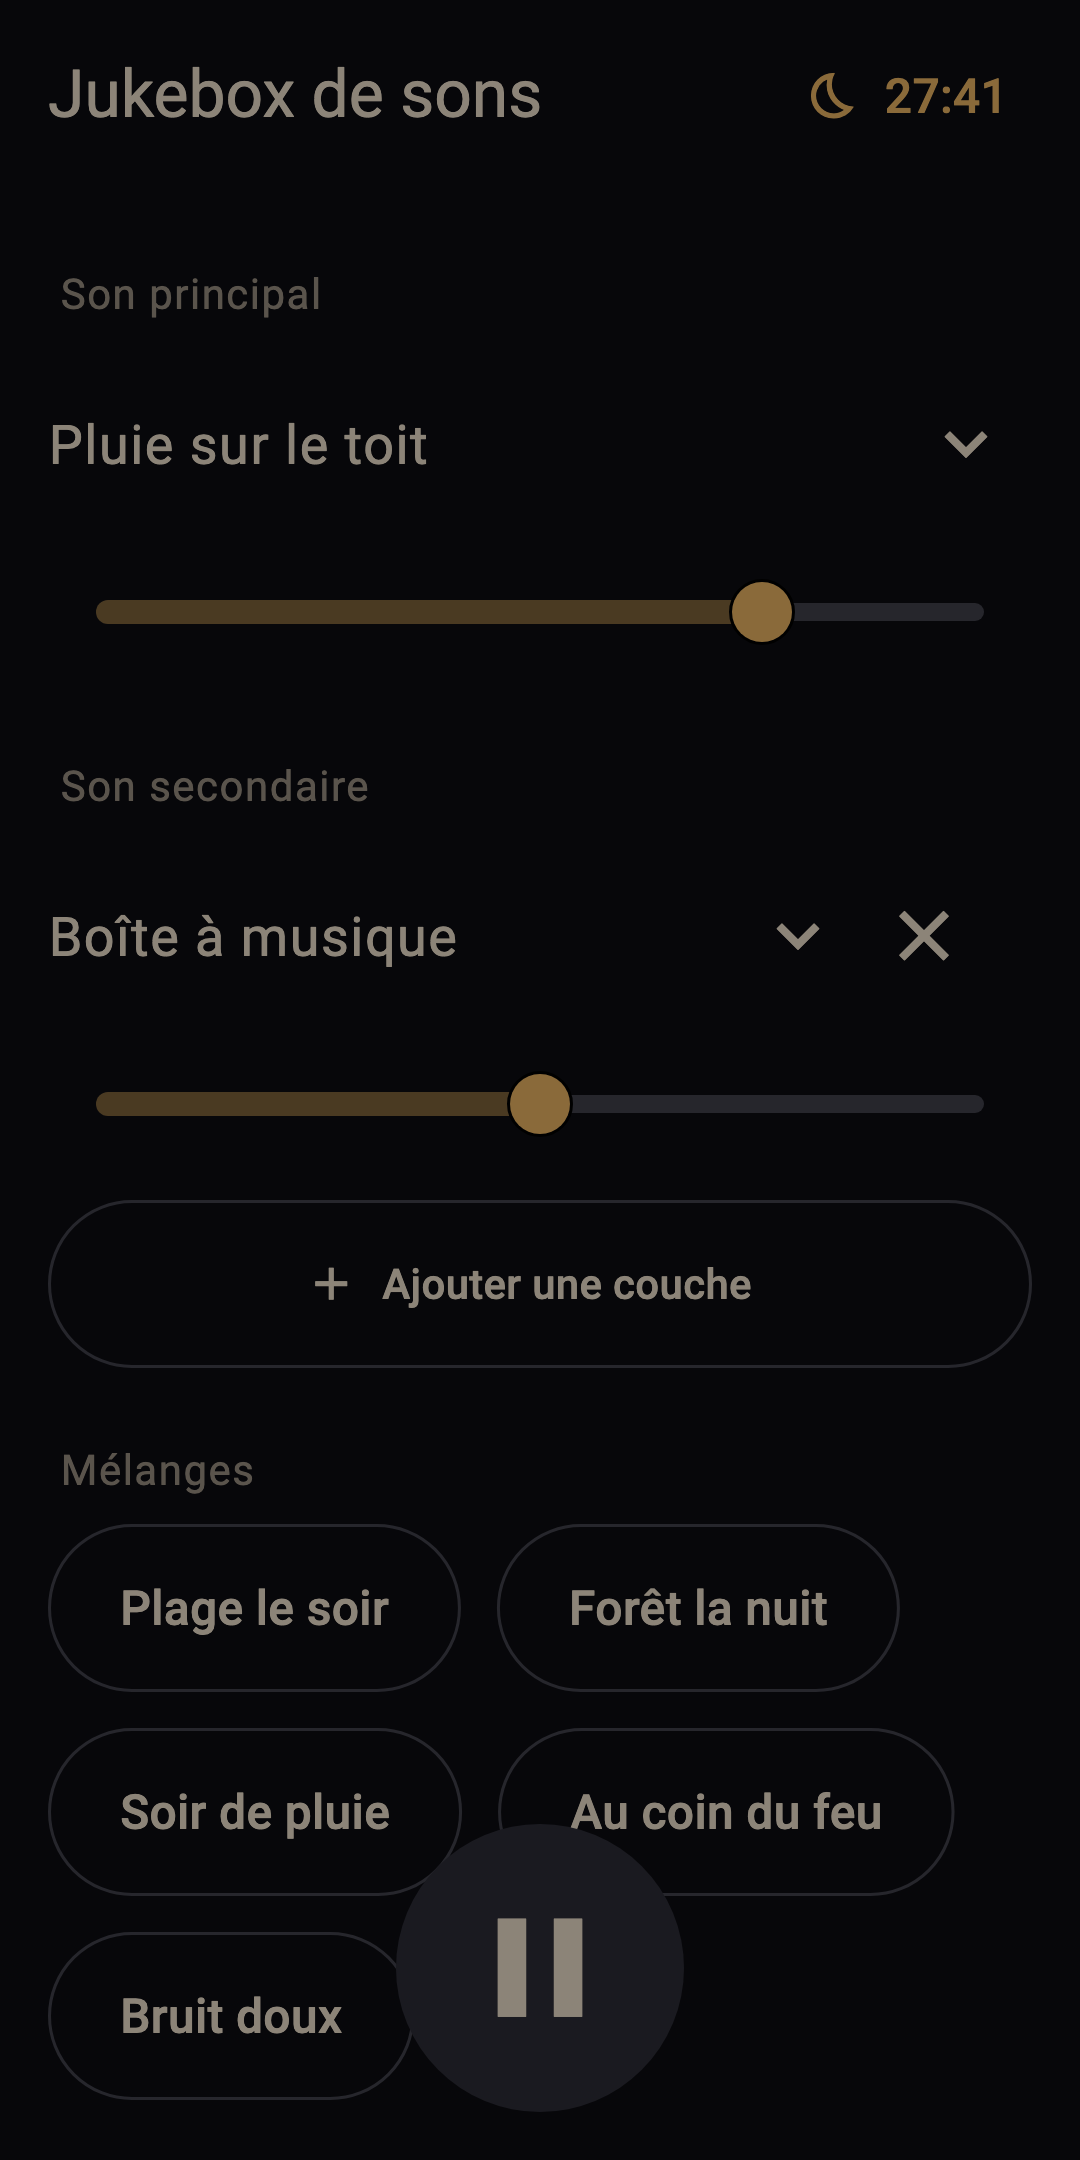 Jukebox de sons
27:41
Son principal
Pluie sur le toit
Son secondaire
Boîte à musique
Ajouter une couche
Mélanges
Plage le soir
Forêt la nuit
Soir de pluie
Au coin du feu
Bruit doux